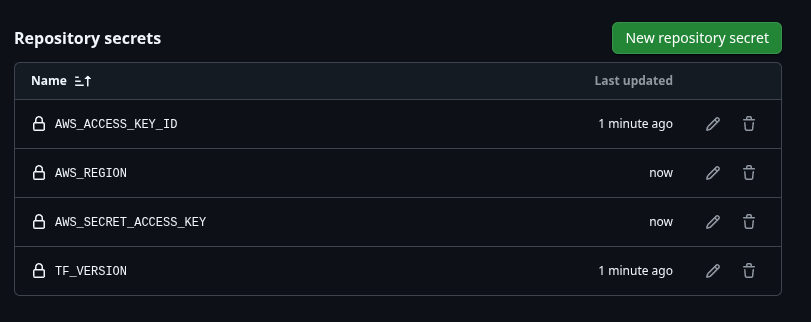 Repository secrets
New repository secret
Name
Last updated
AWS_ACCESS_KEY_ID
1 minute ago
AWS_REGION
now
AWS_SECRET_ACCESS_KEY
now
TF_VERSION
1 minute ago